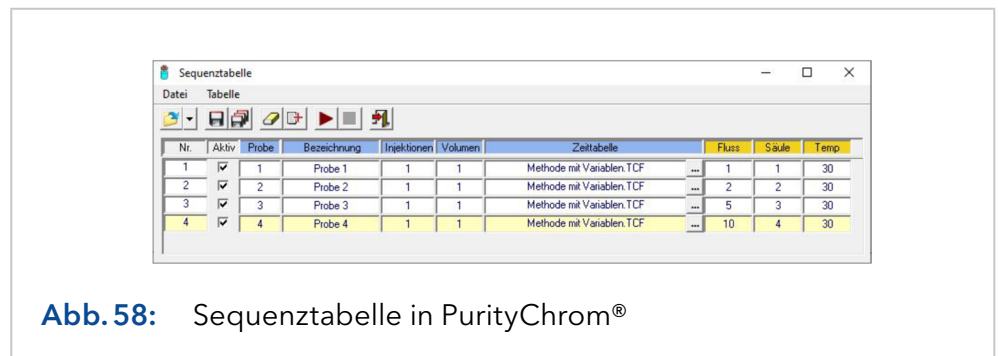 Sequenztabelle
Datei Tabelle
Nr. Aktiv Probe Bezeichnung Injektionen Volumen Zeittabelle Fluss Säule Temp
1 1 Probe 1 1 1 Methode mit Variablen.TCF ... 1 1 30
2 2 Probe 2 1 1 Methode mit Variablen.TCF ... 2 2 30
3 3 Probe 3 1 1 Methode mit Variablen.TCF ... 5 3 30
4 4 Probe 4 1 1 Methode mit Variablen.TCF ... 10 4 30
Abb. 58: Sequenztabelle in PurityChrom®